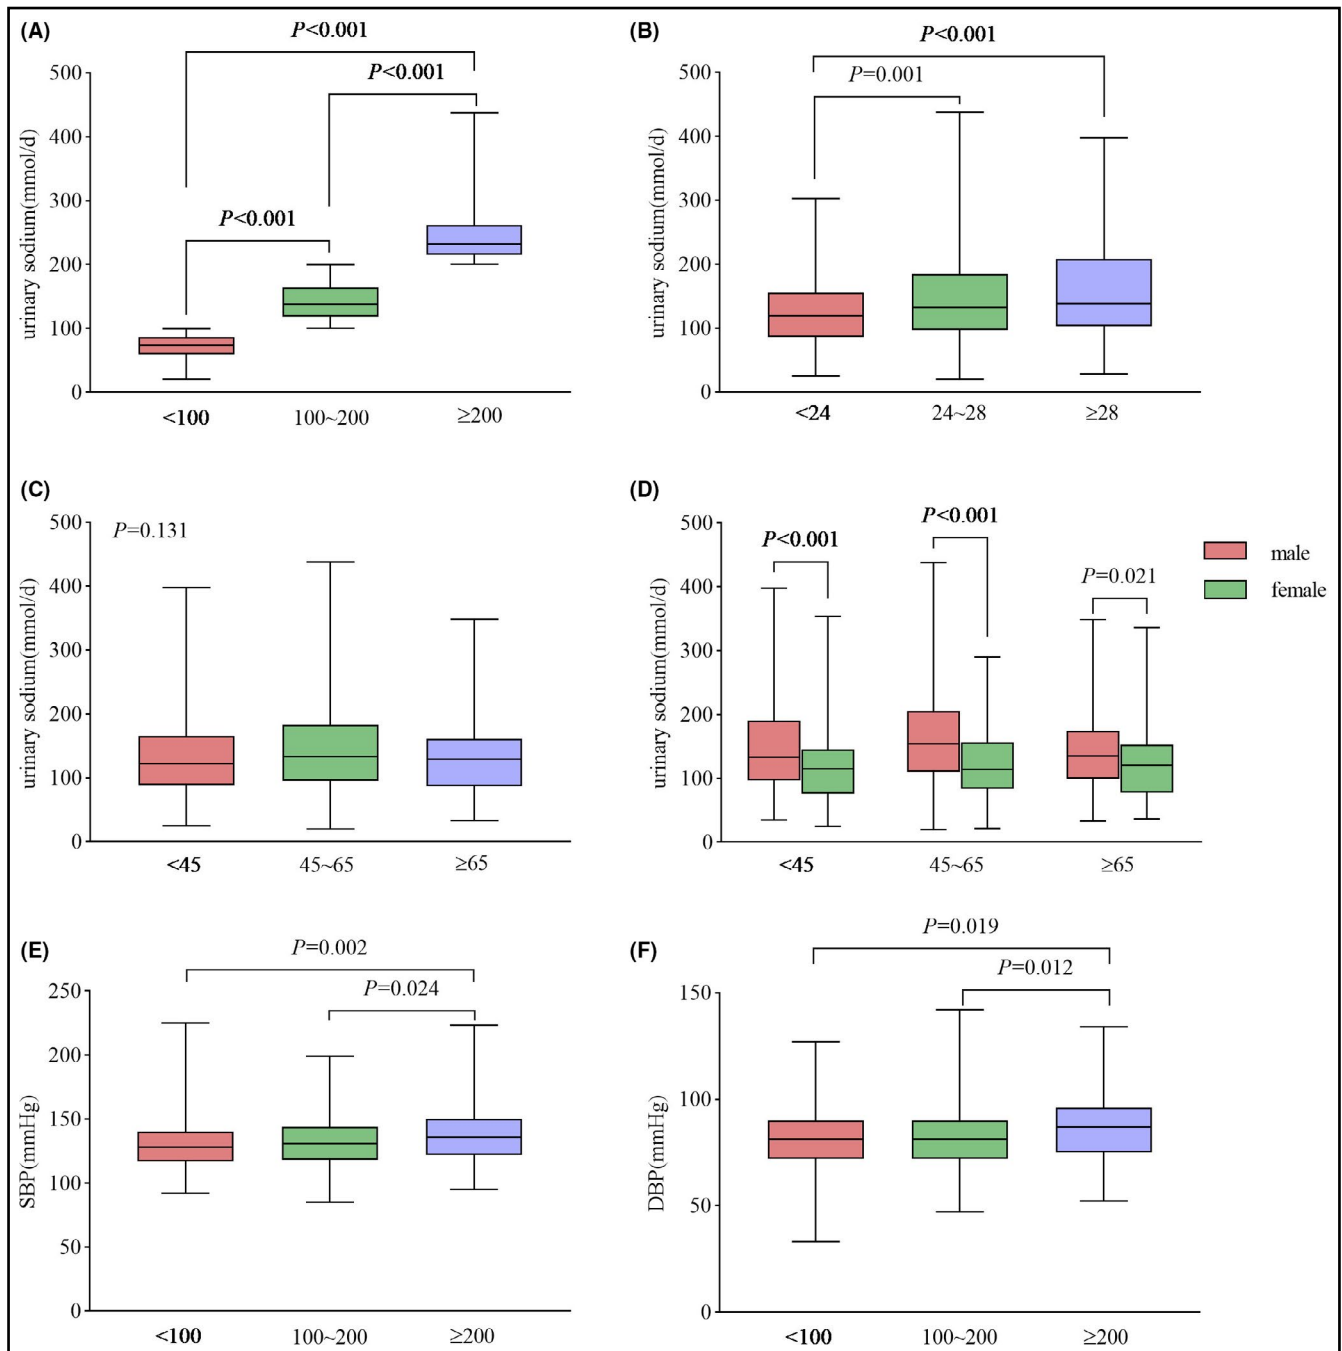 (A)
P<0.001
P<0.001
P<0.001
500
400
300
200
100
0
urinary sodium(mmol/d)
<100 100~200 ≥200
(B)
P<0.001
P=0.001
500
400
300
200
100
0
urinary sodium(mmol/d)
<24 24~28 ≥28
(C)
P=0.131
500
400
300
200
100
0
urinary sodium(mmol/d)
<45 45~65 ≥65
(D)
P<0.001
P<0.001
P=0.021
500
400
300
200
100
0
urinary sodium(mmol/d)
<45 45~65 ≥65
male
female
(E)
P=0.002
P=0.024
250
200
150
100
50
0
SBP(mmHg)
<100 100~200 ≥200
(F)
P=0.019
P=0.012
150
100
50
0
DBP(mmHg)
<100 100~200 ≥200